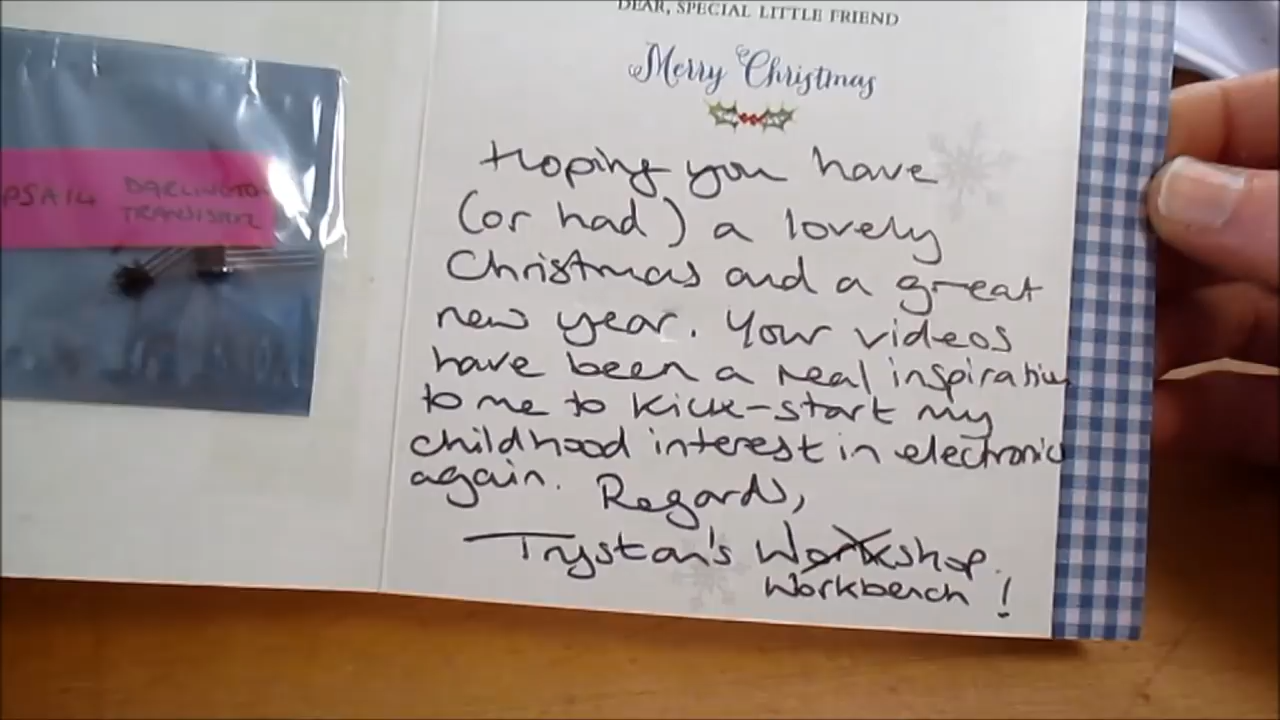 DEAR, SPECIAL LITTLE FRIEND
Merry Christmas
Hoping you have
(or had) a lovely
Christmas and a great
new year. Your videos
have been a real inspiration
to me to kick-start my
childhood interest in electronics
again. Regards,
Trystan's Workshop.
Workbench !
PSA14 DARLINGTON
TRANSISTOR